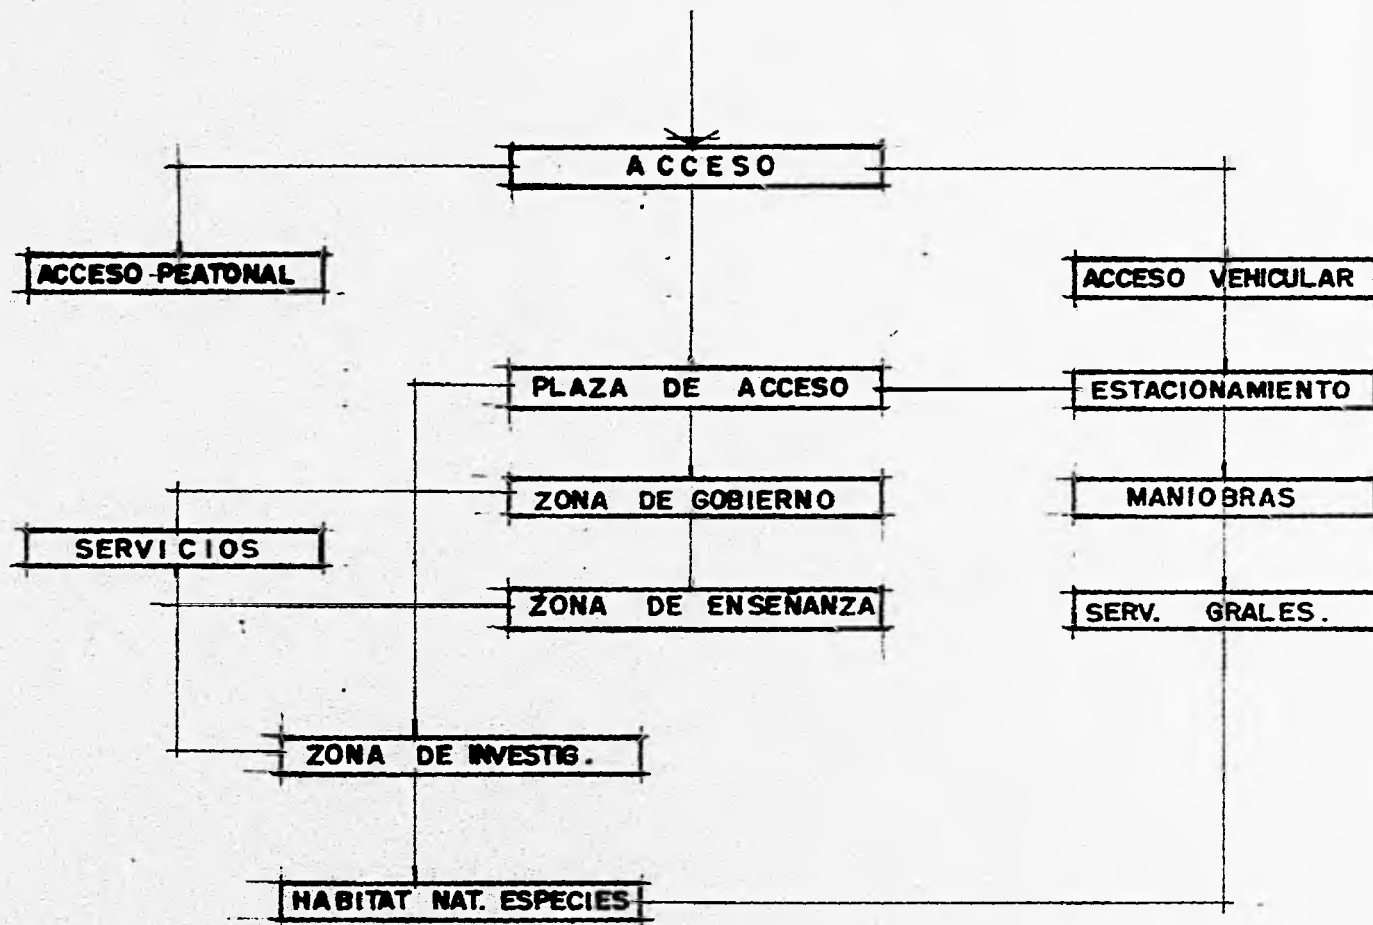 ACCESO
ACCESO PEATONAL
ACCESO VEHICULAR
PLAZA DE ACCESO
ESTACIONAMIENTO
ZONA DE GOBIERNO
MANIOBRAS
SERVICIOS
ZONA DE ENSEÑANZA
SERV. GRALES.
ZONA DE INVESTIG.
HABITAT NAT. ESPECIES